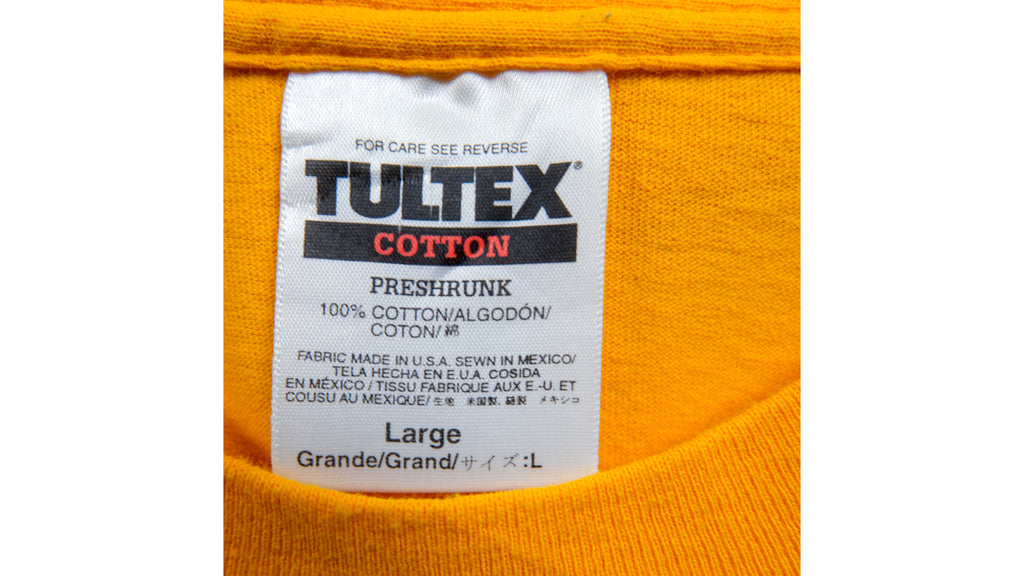 FOR CARE SEE REVERSE
TULTEX®
COTTON
PRESHRUNK
100% COTTON/ALGODÓN/
COTON/綿
FABRIC MADE IN U.S.A. SEWN IN MEXICO/
TELA HECHA EN E.U.A. COSIDA
EN MÉXICO / TISSU FABRIQUE AUX E.-U. ET
COUSU AU MEXIQUE/ 生地 米国製. 縫製 メキシコ
Large
Grande/Grand/サイズ:L